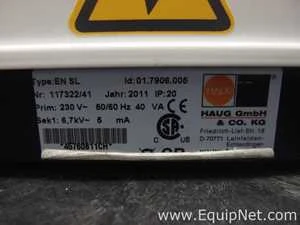 Type: EN SL Id: 01.7906.005
Nr: 117322/41 Jahr: 2011 IP: 20
Prim: 230 V~ 50/60 Hz 40 VA
Sek1: 6,7kV~ 5 mA
HAUG GmbH
& CO. KG
Friedrich-List-Str. 18
D-70771 Leinfelden-
Echterdingen
C US
www.EquipNet.com